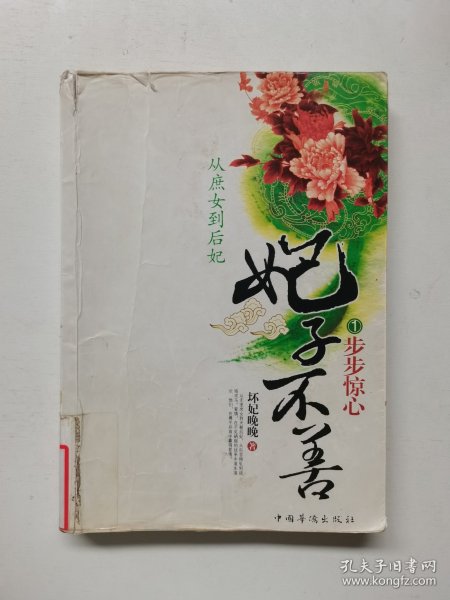 从庶女到后妃
妃子不善
①步步惊心
坏妃晚晚 著
中国华侨出版社
孔夫子旧书网
www.kongfz.com